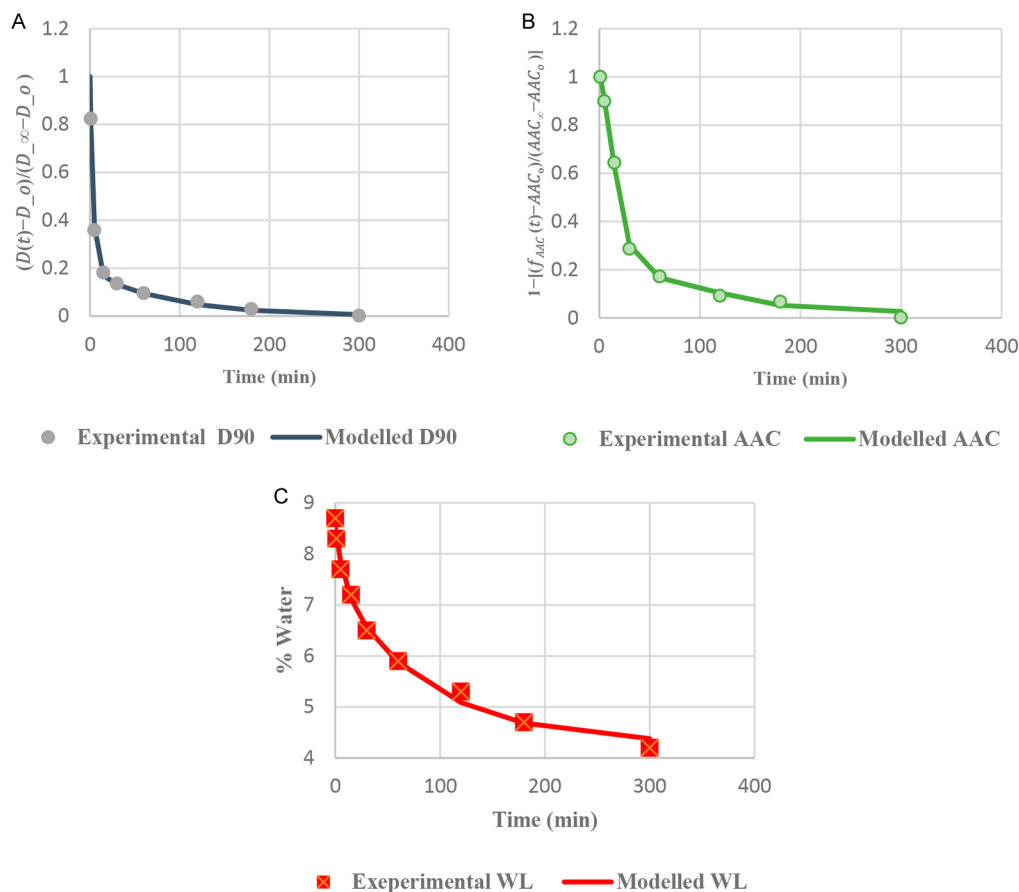 A
1.2
1
0.8
0.6
0.4
0.2
0
0 100 200 300 400
(D(t)−D_o)/(D_∞−D_o)
Time (min)
Experimental D90 Modelled D90
B
1.2
1
0.8
0.6
0.4
0.2
0
0 100 200 300 400
1−[(f_AAC(t)−AAC_o)/(AAC_∞−AAC_o)]
Time (min)
Experimental AAC Modelled AAC
C
9
8
7
6
5
4
0 100 200 300 400
% Water
Time (min)
Exeperimental WL Modelled WL